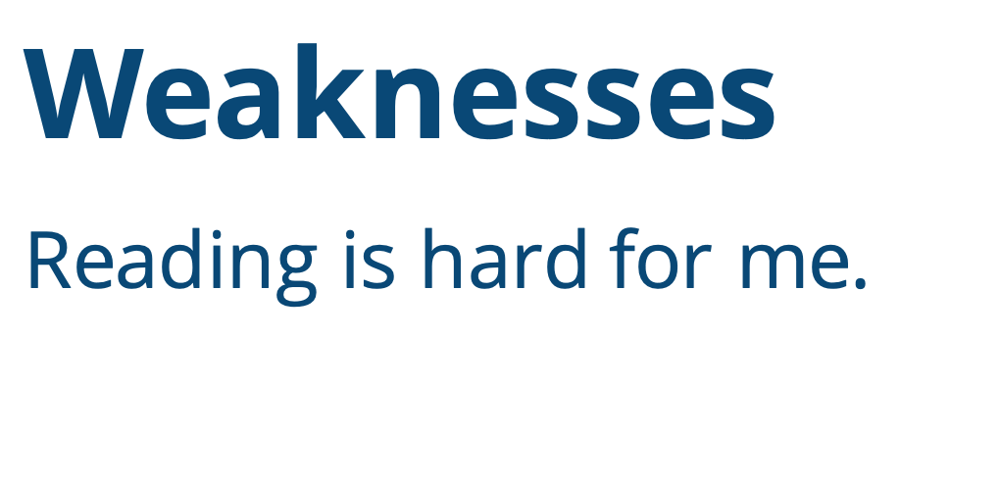 Weaknesses
Reading is hard for me.